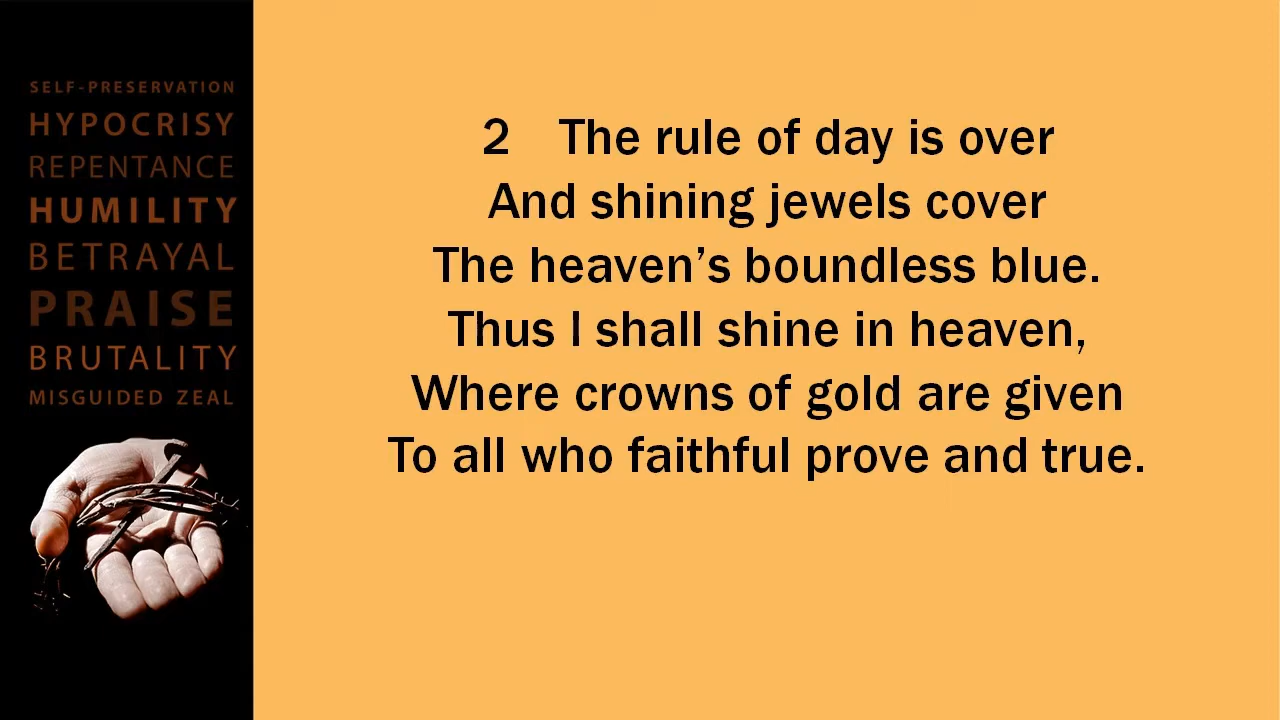 SELF-PRESERVATION
HYPOCRISY
REPENTANCE
HUMILITY
BETRAYAL
PRAISE
BRUTALITY
MISGUIDED ZEAL
2 The rule of day is over
And shining jewels cover
The heaven’s boundless blue.
Thus I shall shine in heaven,
Where crowns of gold are given
To all who faithful prove and true.